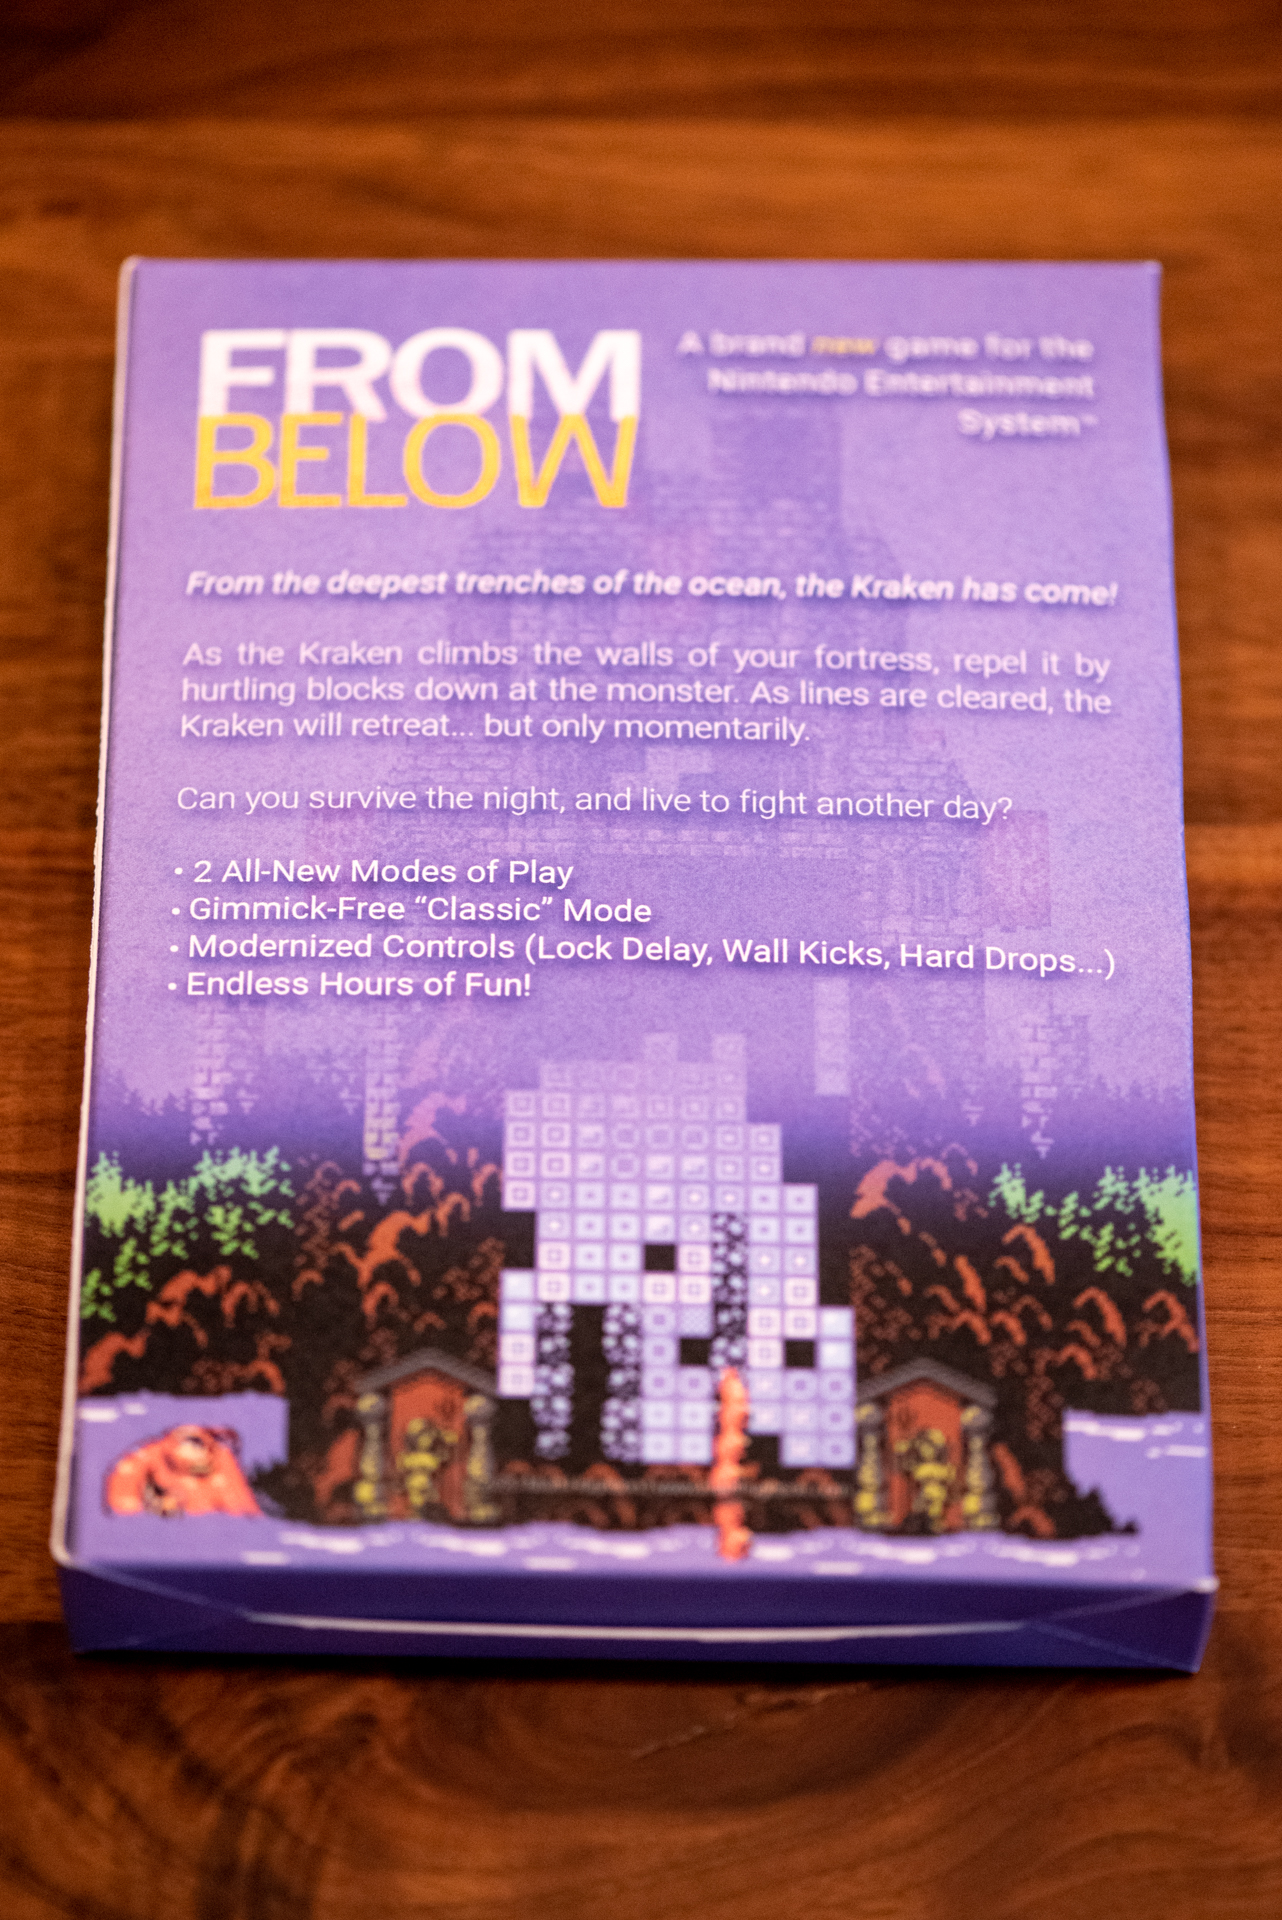 FROM
BELOW
A brand new game for the
Nintendo Entertainment
System™
From the deepest trenches of the ocean, the Kraken has come!
As the Kraken climbs the walls of your fortress, repel it by
hurtling blocks down at the monster. As lines are cleared, the
Kraken will retreat... but only momentarily.
Can you survive the night, and live to fight another day?
• 2 All-New Modes of Play
• Gimmick-Free “Classic” Mode
• Modernized Controls (Lock Delay, Wall Kicks, Hard Drops...)
• Endless Hours of Fun!